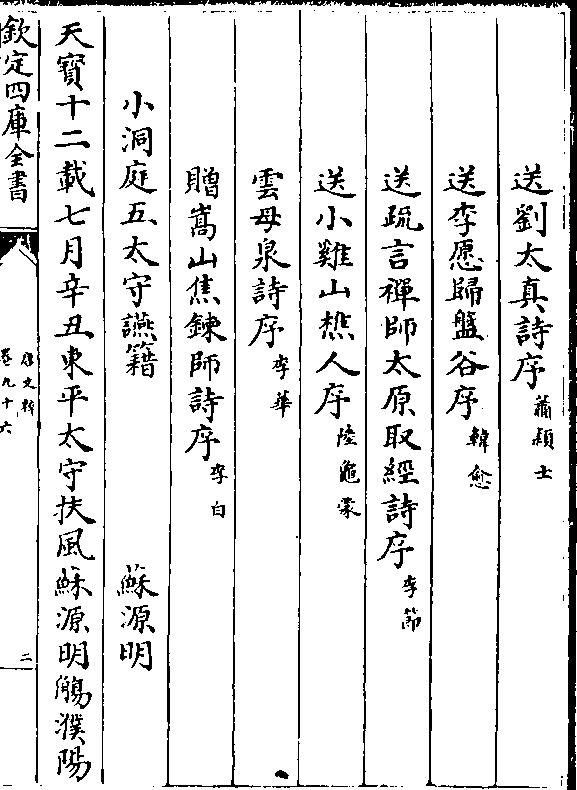 送劉太真詩序 蕭頴士
送李愿歸盤谷序 韓愈
送疏言禪師太原取經詩序 李節
送小雞山樵人序 陸龜蒙
雲母泉詩序 李華
贈嵩山焦鍊師詩序 李白
小洞庭五太守讌籍 蘇源明
天寳十二載七月辛丑東平太守扶風蘇源明觴濮陽
欽定四庫全書
唐文粹
卷九十六
二